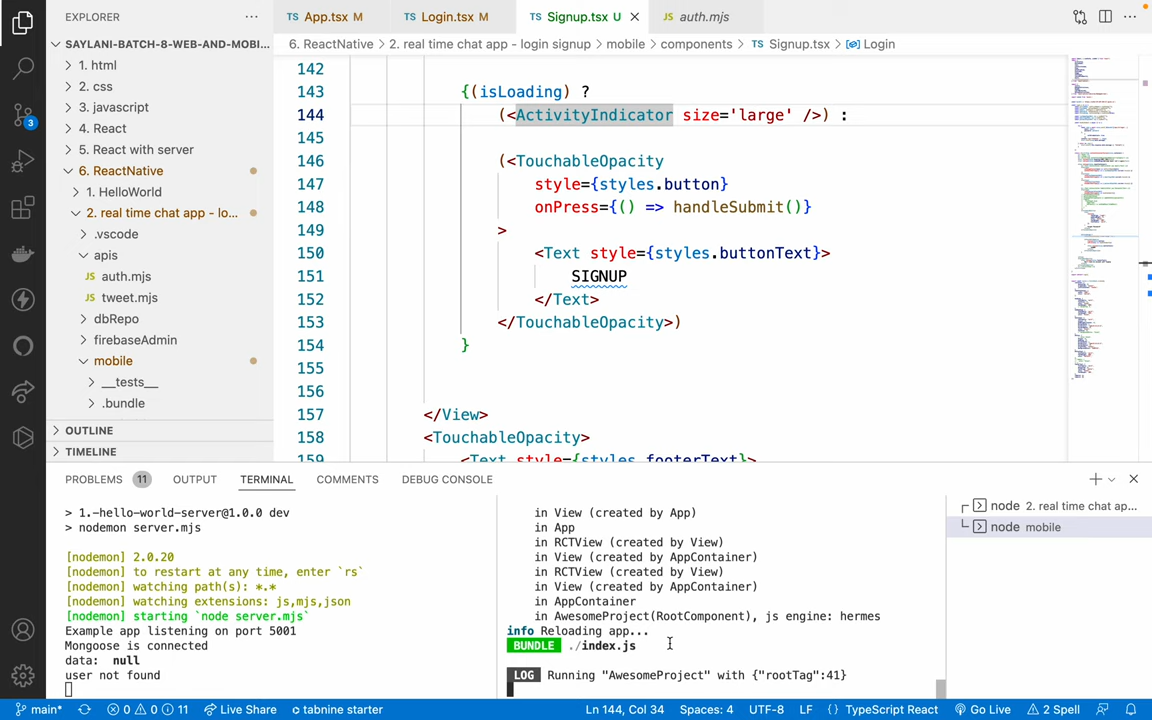 EXPLORER
App.tsx M
Login.tsx M
Signup.tsx U
JS auth.mjs
SAYLANI-BATCH-8-WEB-AND-MOBI...
6. ReactNative > 2. real time chat app - login signup > mobile > components > TS Signup.tsx > Login
1. html
2. css
3. javascript
4. React
5. React with server
6. ReactNative
1. HelloWorld
2. real time chat app - lo...
.vscode
apis
JS auth.mjs
JS tweet.mjs
dbRepo
firebaseAdmin
mobile
__tests__
.bundle
OUTLINE
TIMELINE
3
142
143 {(isLoading) ?
144 (<ActivityIndicator size='large' />) :
145
146 (<TouchableOpacity
147 style={styles.button}
148 onPress={() => handleSubmit()}
149 >
150 <Text style={styles.buttonText}>
151 SIGNUP
152 </Text>
153 </TouchableOpacity>)
154 }
155
156
157 </View>
158 <TouchableOpacity>
159 <Text style={styles.footerText}>
PROBLEMS 11 OUTPUT TERMINAL COMMENTS DEBUG CONSOLE
> 1.-hello-world-server@1.0.0 dev
> nodemon server.mjs
[nodemon] 2.0.20
[nodemon] to restart at any time, enter `rs`
[nodemon] watching path(s): *.*
[nodemon] watching extensions: js,mjs,json
[nodemon] starting `node server.mjs`
Example app listening on port 5001
Mongoose is connected
data: null
user not found
in View (created by App)
in App
in RCTView (created by View)
in View (created by AppContainer)
in RCTView (created by View)
in View (created by AppContainer)
in AppContainer
in AwesomeProject(RootComponent), js engine: hermes
info Reloading app...
BUNDLE ./index.js
LOG Running "AwesomeProject" with {"rootTag":41}
node 2. real time chat ap...
node mobile
main* 0 0 11 Live Share tabnine starter Ln 144, Col 34 Spaces: 4 UTF-8 LF {} TypeScript React Go Live 2 Spell